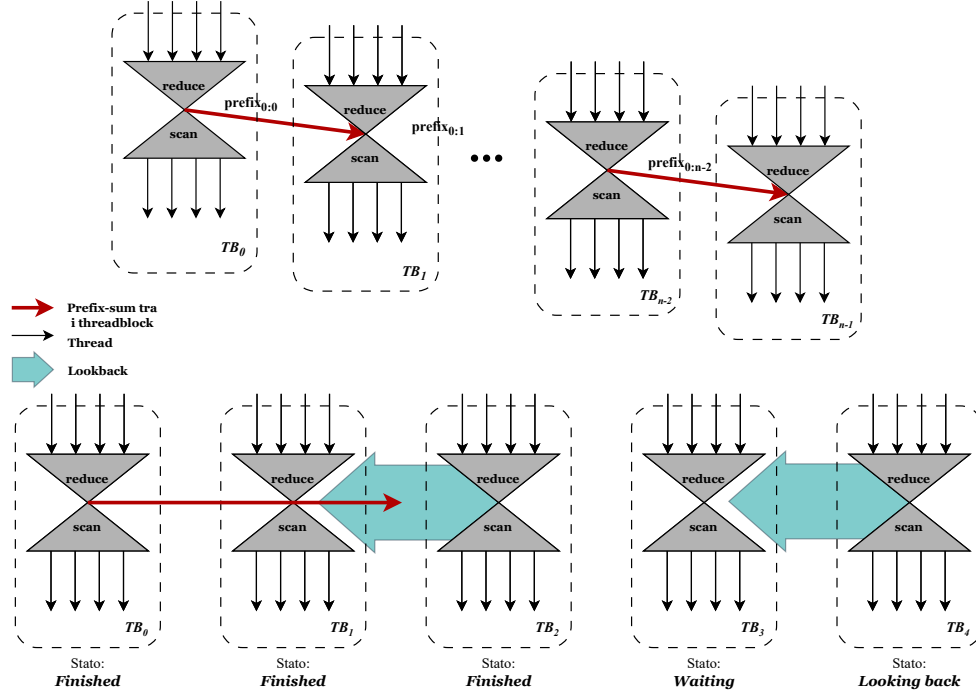 reduce
prefix0:0
scan
TB0
reduce
prefix0:1
scan
TB1
reduce
prefix0:n-2
scan
TBn-2
reduce
scan
TBn-1
Prefix-sum tra
i threadblock
Thread
Lookback
reduce
scan
TB0
reduce
scan
TB1
reduce
scan
TB2
reduce
scan
TB3
reduce
scan
TB4
Stato:
Finished
Stato:
Finished
Stato:
Finished
Stato:
Waiting
Stato:
Looking back